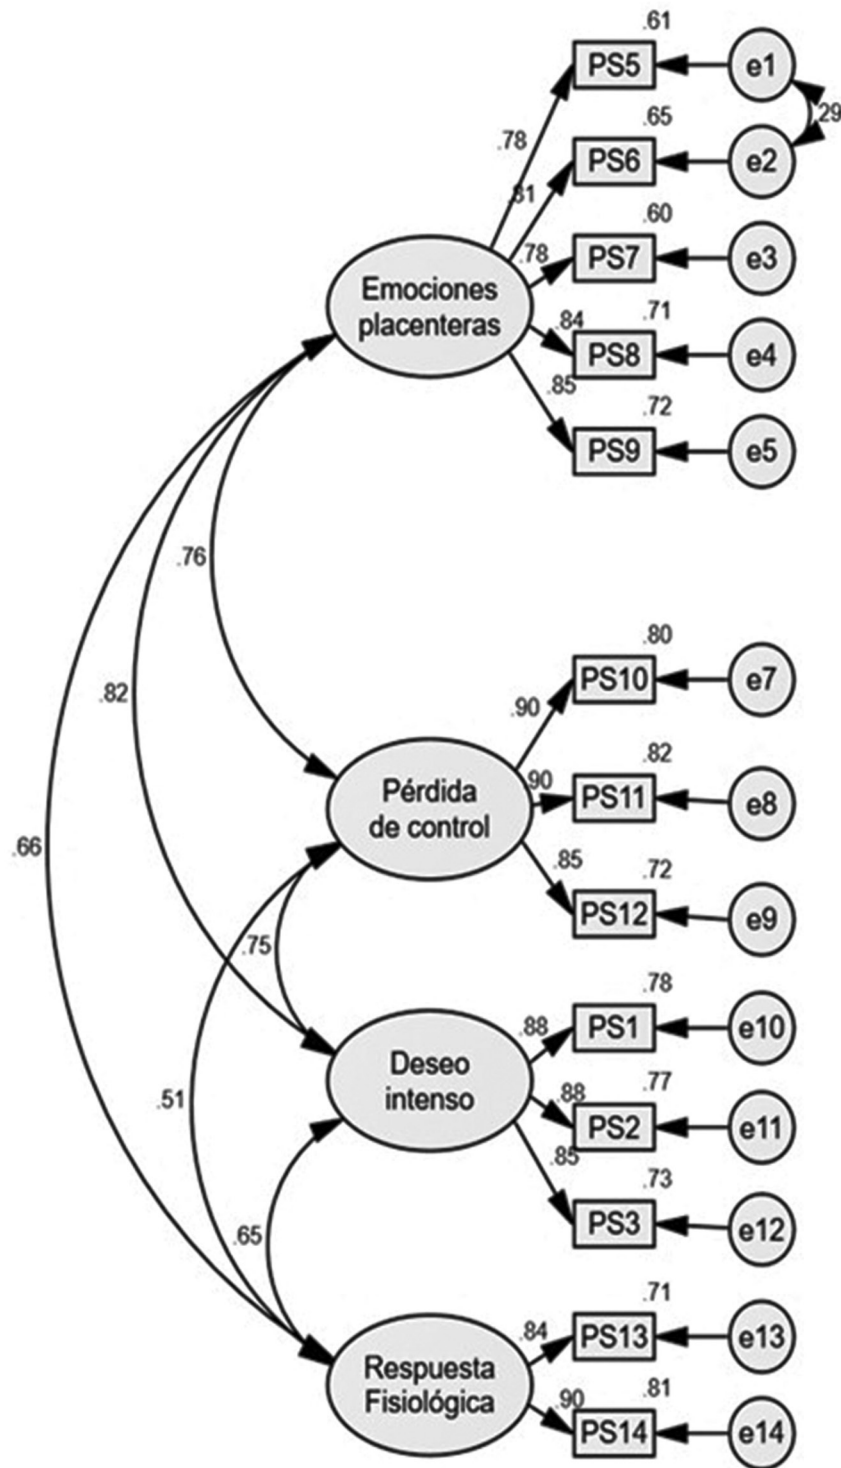 .61
PS5
e1
.29
.78
.65
PS6
e2
.81
.60
PS7
e3
.78
Emociones
placenteras
.71
PS8
e4
.84
.85
.72
PS9
e5
.76
.80
PS10
e7
.82
.90
.82
PS11
e8
.90
Pérdida
de control
.66
.85
.72
PS12
e9
.75
.78
PS1
e10
.88
Deseo
intenso
.77
PS2
e11
.88
.51
.85
.73
PS3
e12
.65
.71
PS13
e13
.84
Respuesta
Fisiológica
.81
PS14
e14
.90